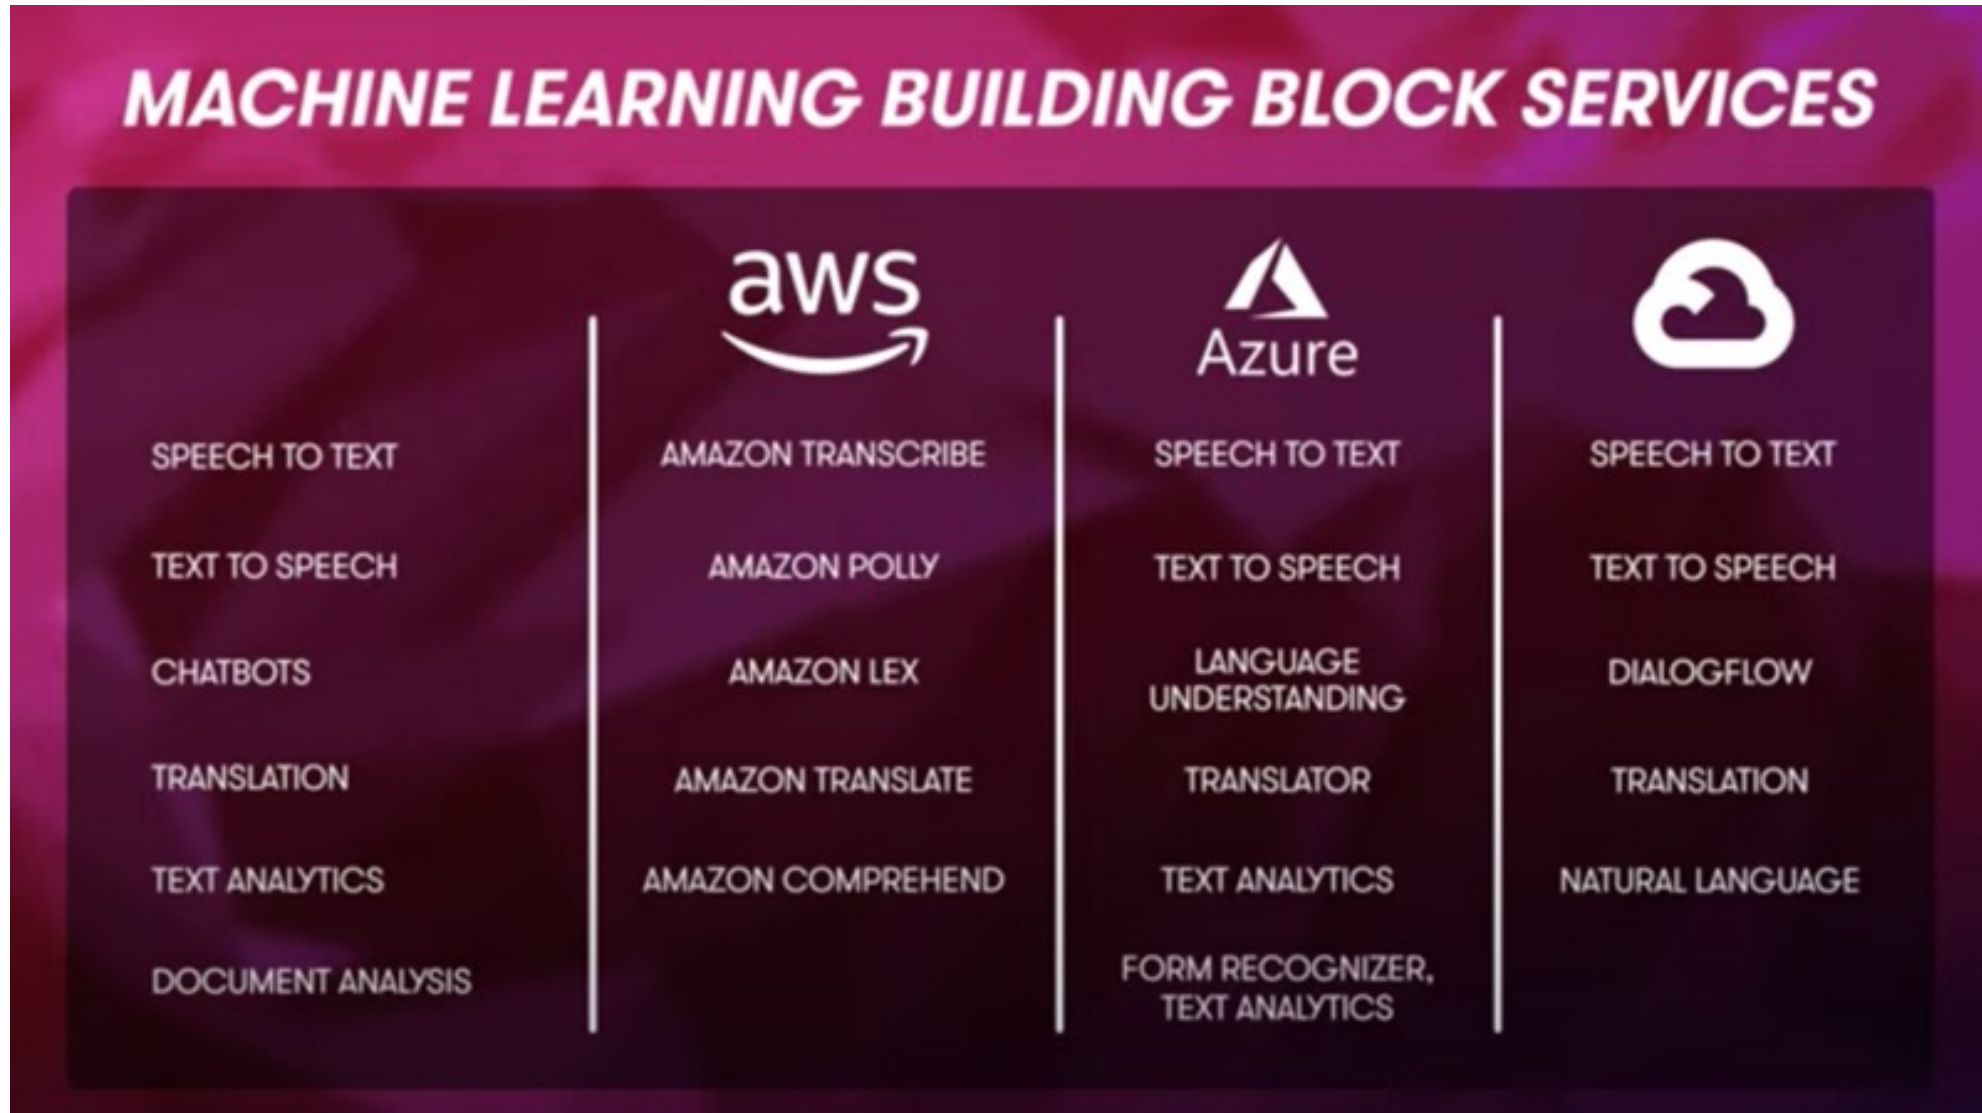 MACHINE LEARNING BUILDING BLOCK SERVICES
aws
Azure
SPEECH TO TEXT
AMAZON TRANSCRIBE
SPEECH TO TEXT
SPEECH TO TEXT
TEXT TO SPEECH
AMAZON POLLY
TEXT TO SPEECH
TEXT TO SPEECH
CHATBOTS
AMAZON LEX
LANGUAGE
UNDERSTANDING
DIALOGFLOW
TRANSLATION
AMAZON TRANSLATE
TRANSLATOR
TRANSLATION
TEXT ANALYTICS
AMAZON COMPREHEND
TEXT ANALYTICS
NATURAL LANGUAGE
DOCUMENT ANALYSIS
FORM RECOGNIZER,
TEXT ANALYTICS